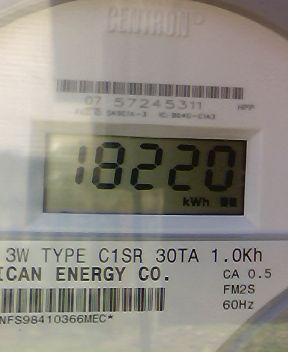 CENTRON
07 57245311 HPP
18220
kWh
3W TYPE C1SR 30TA 1.0Kh
ICAN ENERGY CO. CA 0.5
FM2S
60Hz
NFS98410366MEC*